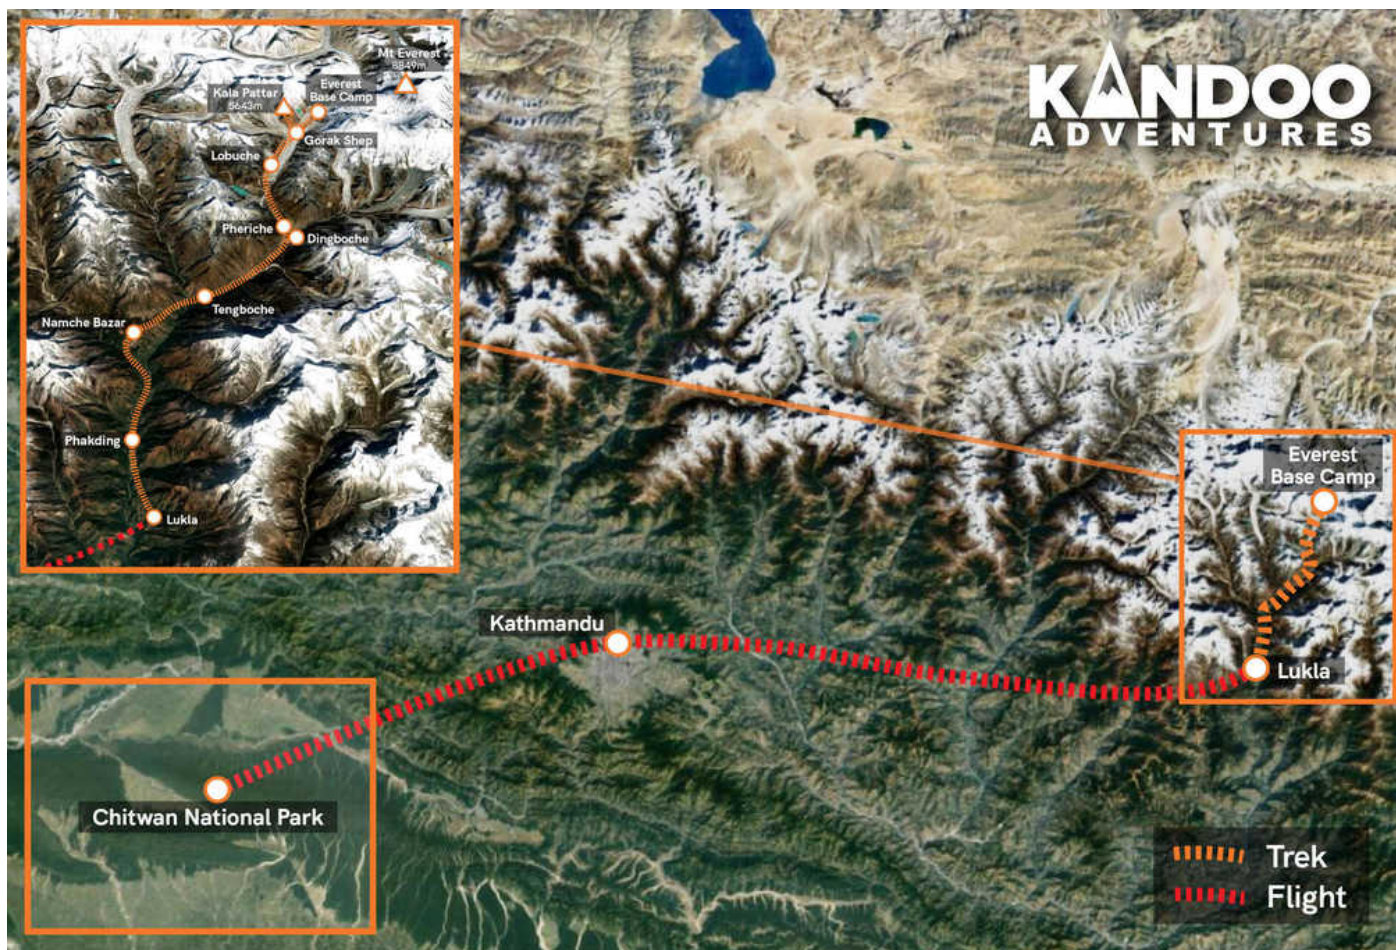 Mt Everest
8849m
Kala Pattar
5643m
Everest
Base Camp
Gorak Shep
Lobuche
Pheriche
Dingboche
Tengboche
Namche Bazar
Phakding
Lukla
KANDOO
ADVENTURES
Everest
Base Camp
Lukla
Kathmandu
Chitwan National Park
Trek
Flight